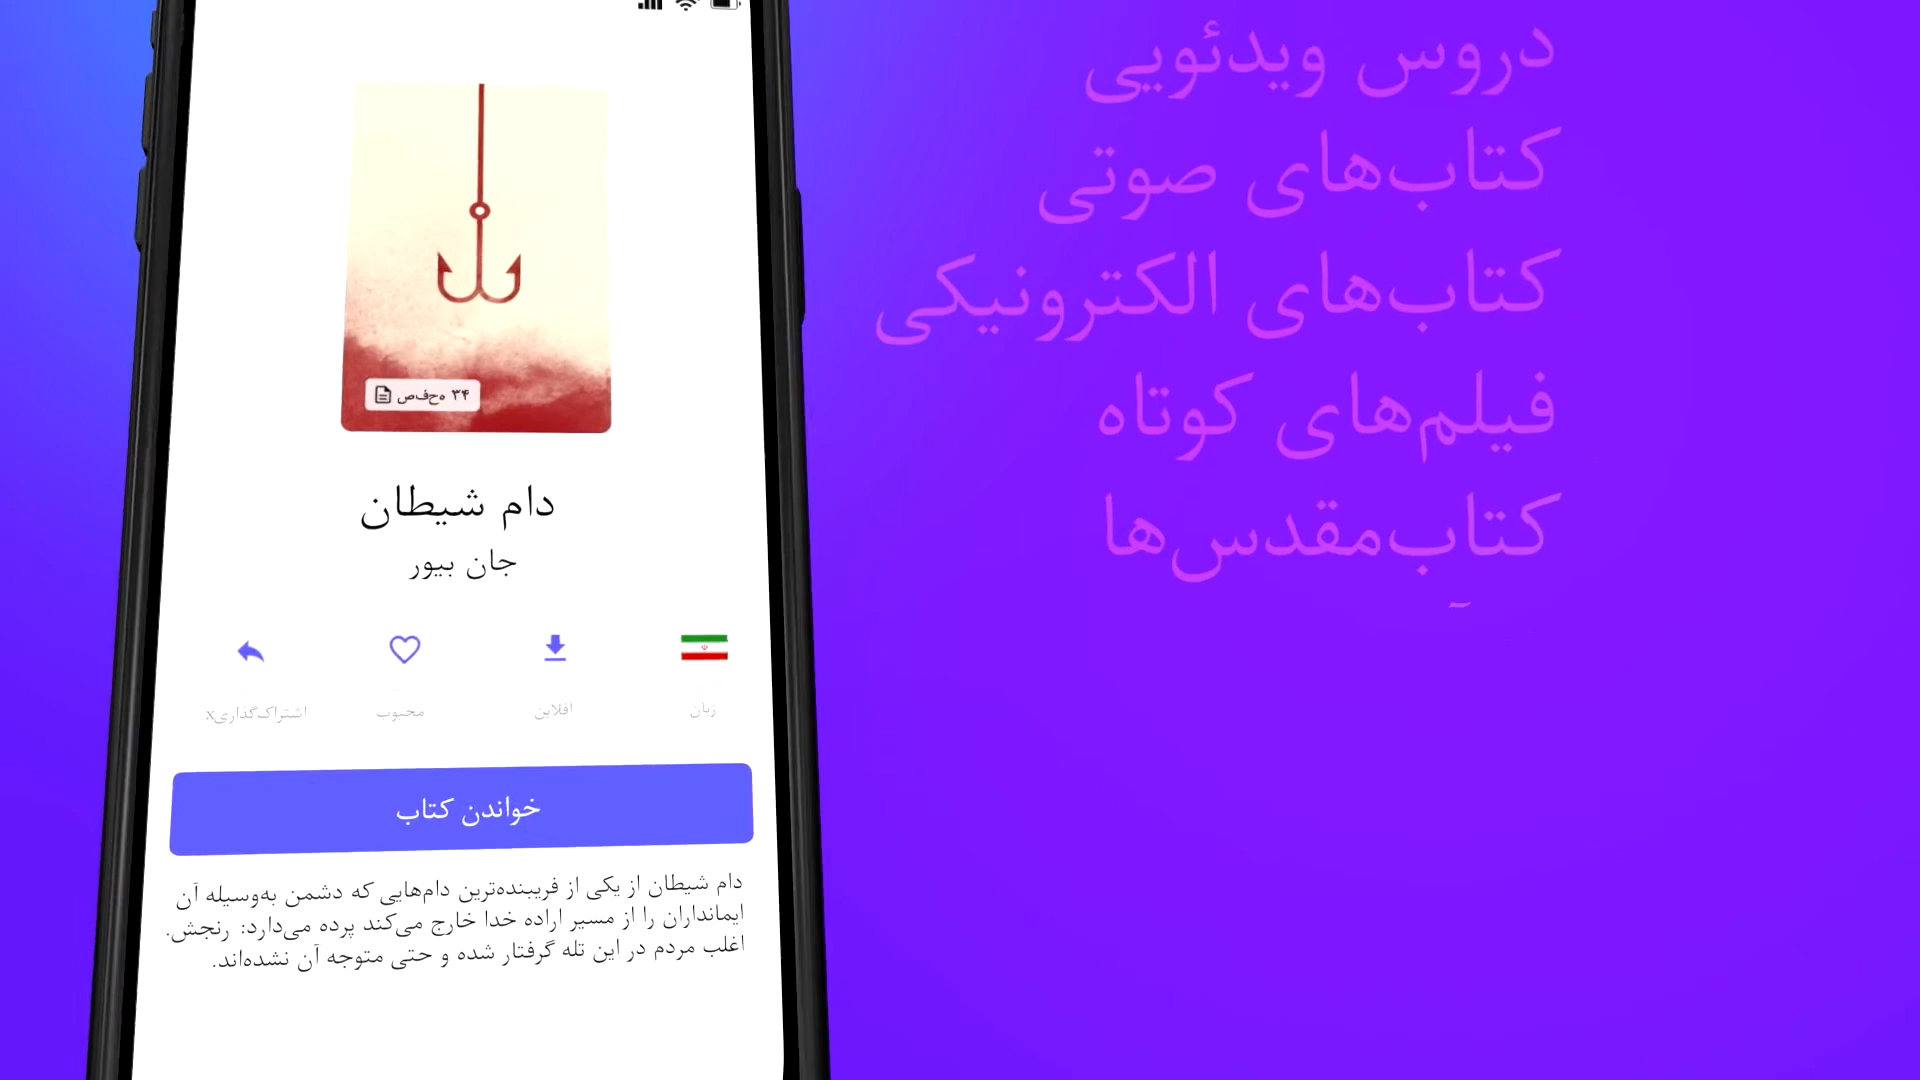 ۳۴ صفحه
دام شیطان
جان بیور
زبان
آفلاین
محبوب
اشتراک‌گذاریx
خواندن کتاب
دام شیطان از یکی از فریبنده‌ترین دام‌هایی که دشمن به‌وسیله آن
ایمانداران را از مسیر اراده خدا خارج می‌کند پرده می‌دارد: رنجش.
اغلب مردم در این تله گرفتار شده و حتی متوجه آن نشده‌اند.
دروس ویدئویی
کتاب‌های صوتی
کتاب‌های الکترونیکی
فیلم‌های کوتاه
کتاب‌مقدس‌ها